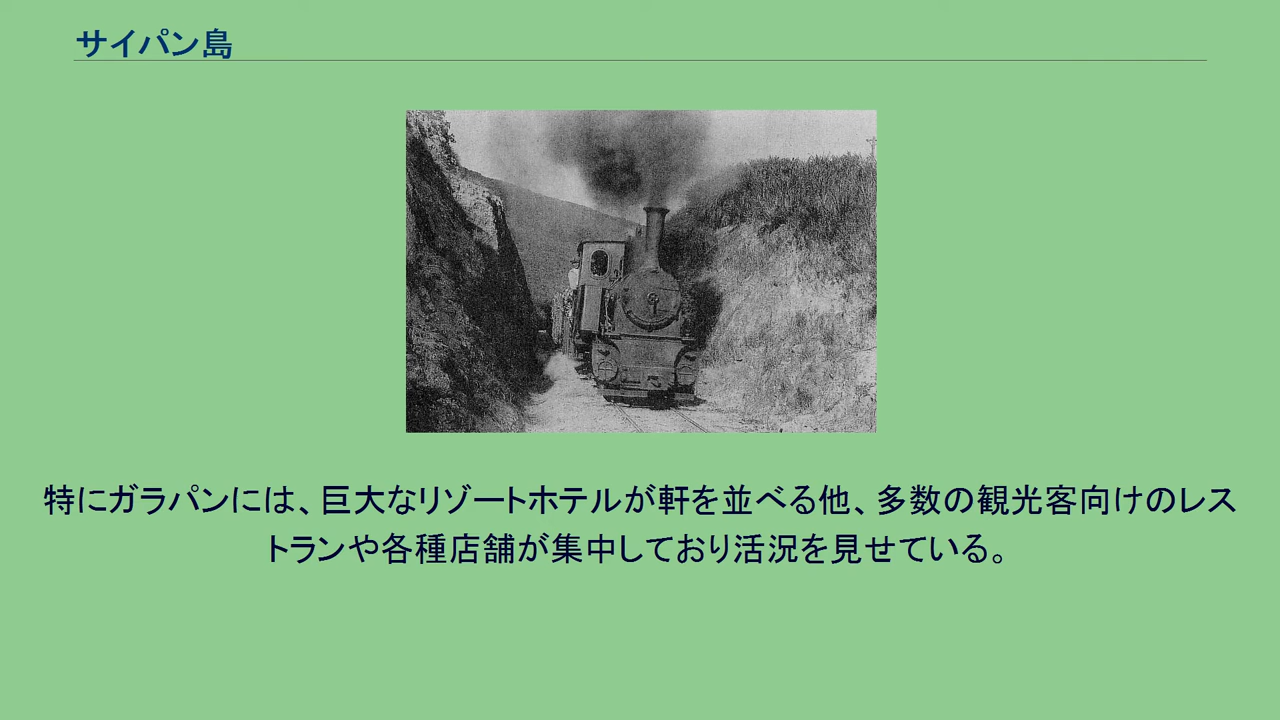 サイパン島
特にガラパンには、巨大なリゾートホテルが軒を並べる他、多数の観光客向けのレス
トランや各種店舗が集中しており活況を見せている。